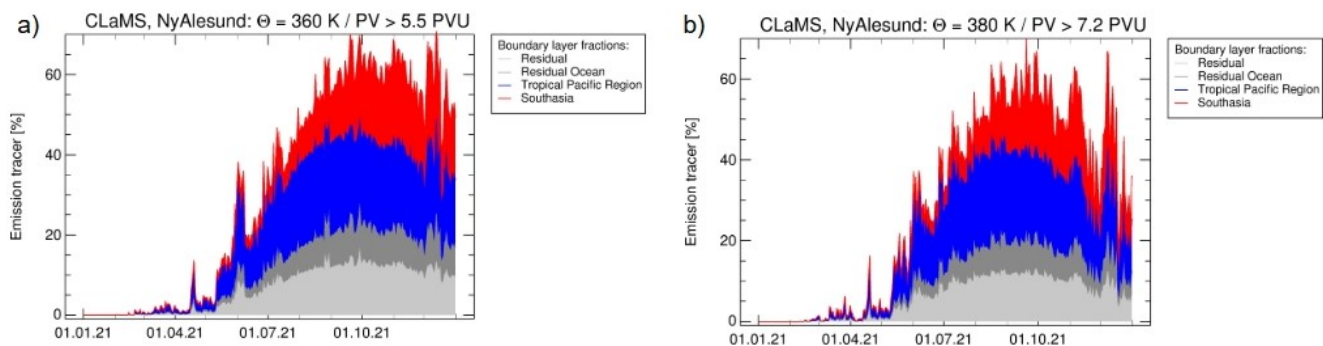 a)
CLaMS, NyAlesund: Θ = 360 K / PV > 5.5 PVU
Boundary layer fractions:
Residual
Residual Ocean
Tropical Pacific Region
Southasia
Emission tracer [%]
60
40
20
0
01.01.21 01.04.21 01.07.21 01.10.21
b)
CLaMS, NyAlesund: Θ = 380 K / PV > 7.2 PVU
Boundary layer fractions:
Residual
Residual Ocean
Tropical Pacific Region
Southasia
Emission tracer [%]
60
40
20
0
01.01.21 01.04.21 01.07.21 01.10.21